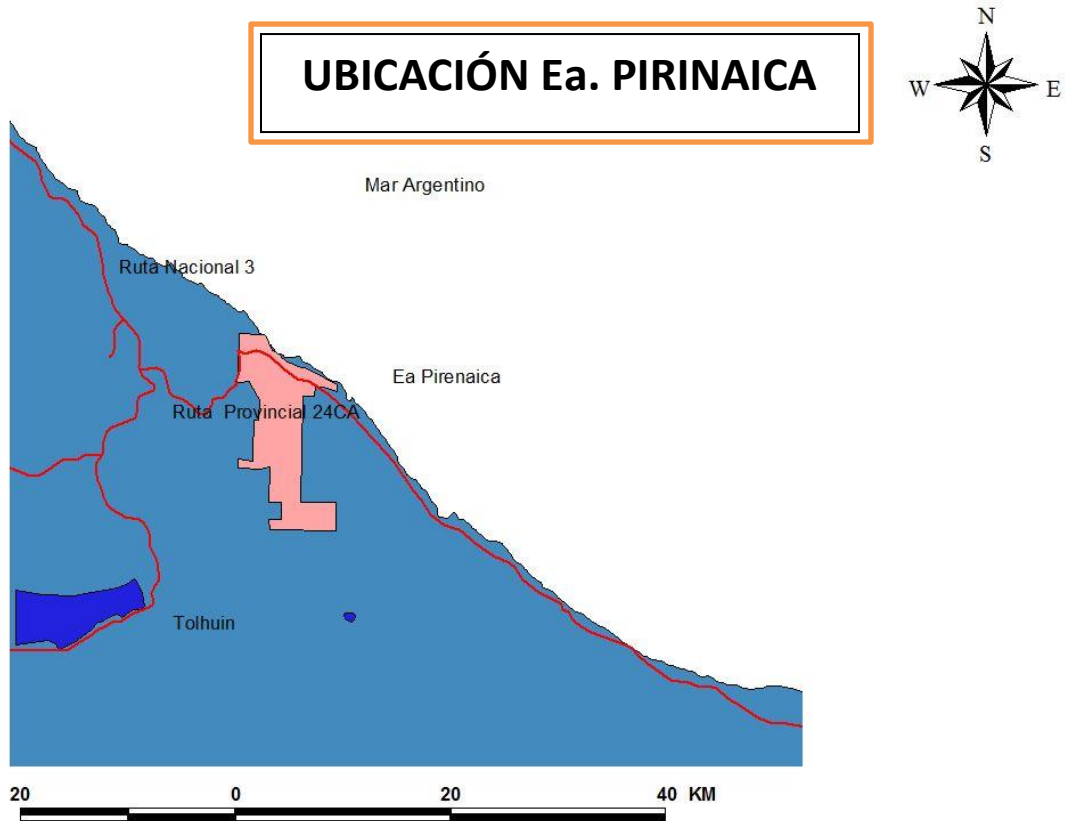 UBICACIÓN Ea. PIRINAICA
N
W E
S
Mar Argentino
Ruta Nacional 3
Ea Pirenaica
Ruta Provincial 24CA
Tolhuin
20 0 20 40 KM